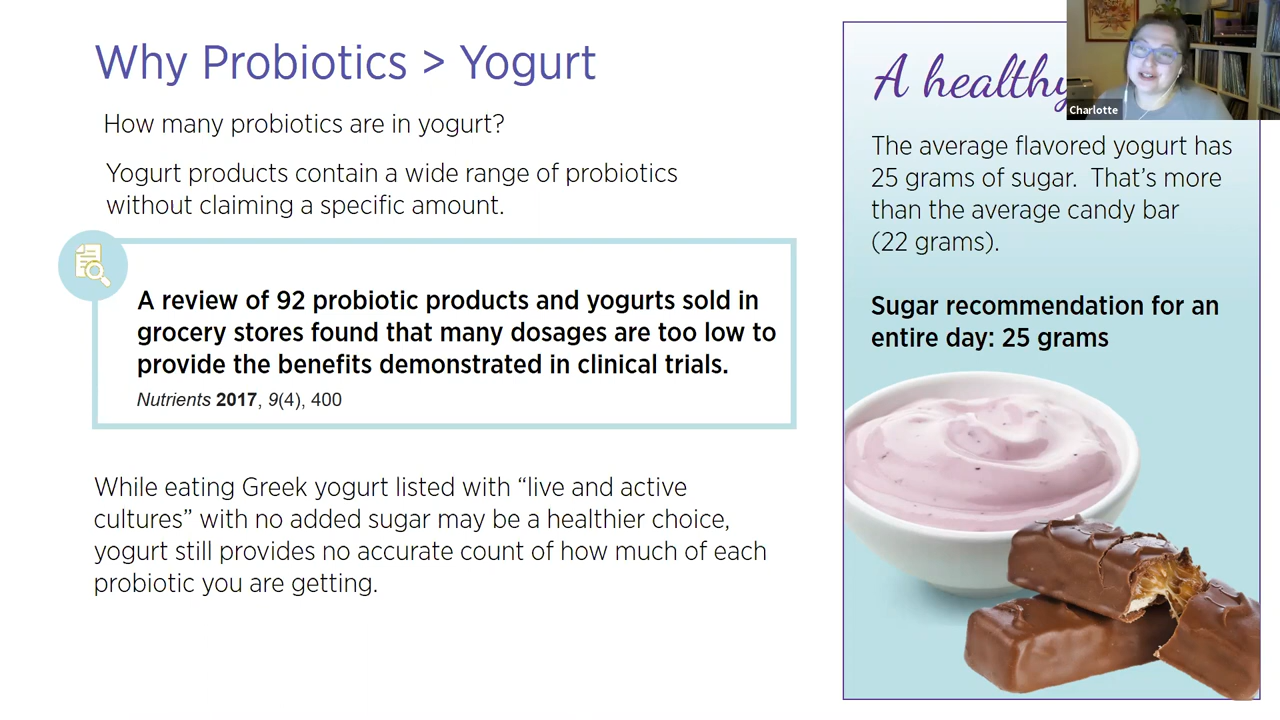 Why Probiotics > Yogurt
How many probiotics are in yogurt?
Yogurt products contain a wide range of probiotics
without claiming a specific amount.
A review of 92 probiotic products and yogurts sold in
grocery stores found that many dosages are too low to
provide the benefits demonstrated in clinical trials.
Nutrients 2017, 9(4), 400
While eating Greek yogurt listed with “live and active
cultures” with no added sugar may be a healthier choice,
yogurt still provides no accurate count of how much of each
probiotic you are getting.
A healthy
Charlotte
The average flavored yogurt has
25 grams of sugar.  That’s more
than the average candy bar
(22 grams).
Sugar recommendation for an
entire day: 25 grams